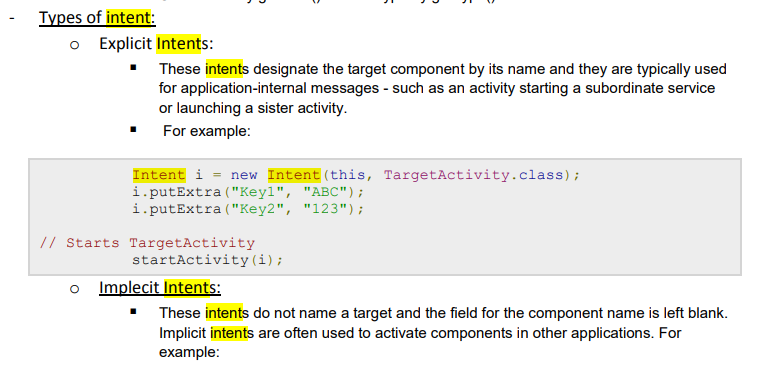 - Types of intent:
o Explicit Intents:
▪ These intents designate the target component by its name and they are typically used
for application-internal messages - such as an activity starting a subordinate service
or launching a sister activity.
▪ For example:
Intent i = new Intent(this, TargetActivity.class);
i.putExtra("Key1", "ABC");
i.putExtra("Key2", "123");
// Starts TargetActivity
startActivity(i);
o Implecit Intents:
▪ These intents do not name a target and the field for the component name is left blank.
Implicit intents are often used to activate components in other applications. For
example: